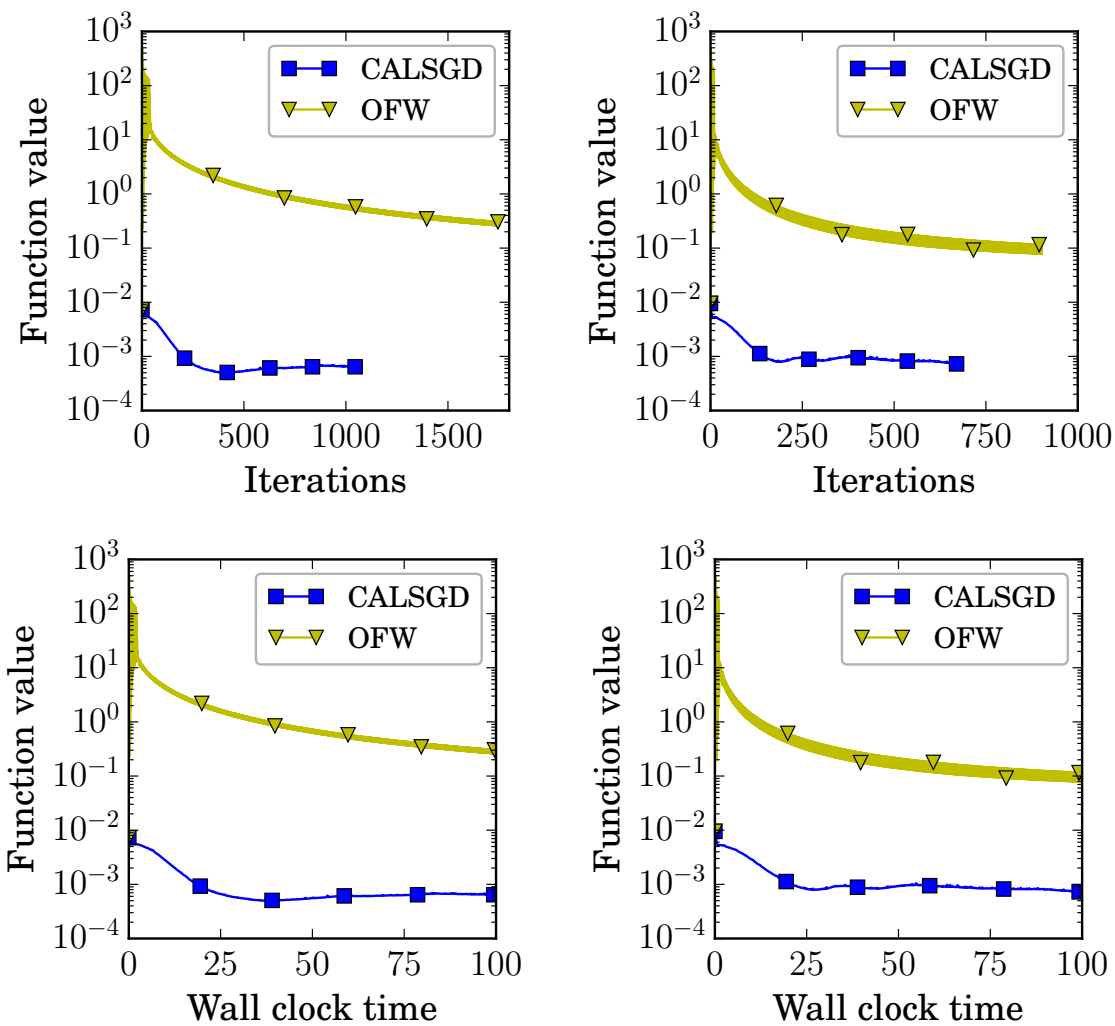 Function value
10^3
10^2
10^1
10^0
10^-1
10^-2
10^-3
10^-4
CALSGD
OFW
0 500 1000 1500
Iterations
Function value
10^3
10^2
10^1
10^0
10^-1
10^-2
10^-3
10^-4
CALSGD
OFW
0 250 500 750 1000
Iterations
Function value
10^3
10^2
10^1
10^0
10^-1
10^-2
10^-3
10^-4
CALSGD
OFW
0 25 50 75 100
Wall clock time
Function value
10^3
10^2
10^1
10^0
10^-1
10^-2
10^-3
10^-4
CALSGD
OFW
0 25 50 75 100
Wall clock time